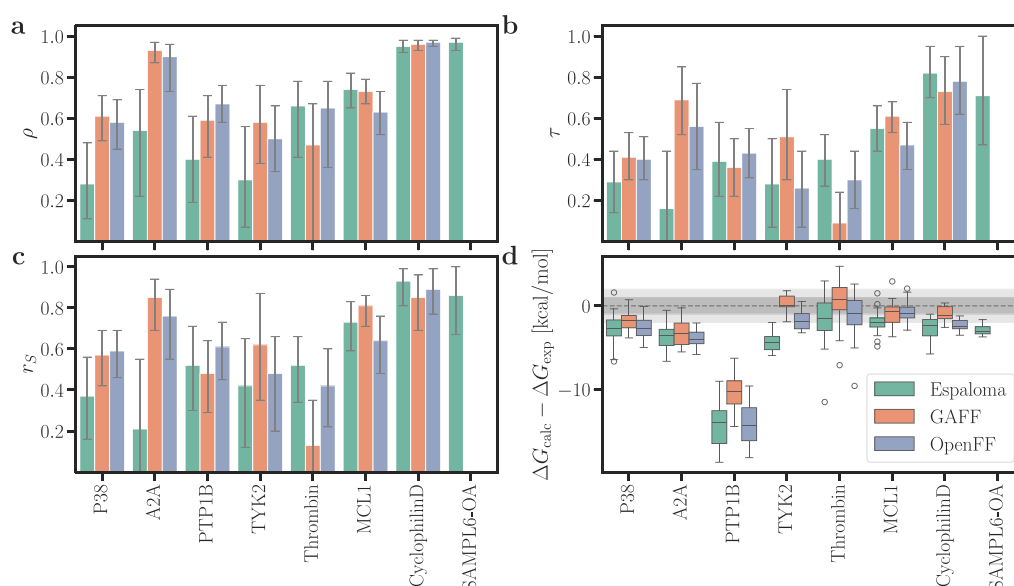 a
ρ
1.0
0.8
0.6
0.4
0.2
b
τ
1.0
0.8
0.6
0.4
0.2
c
r_S
1.0
0.8
0.6
0.4
0.2
P38
A2A
PTP1B
TYK2
Thrombin
MCL1
CyclophilinD
SAMPL6-OA
d
ΔG_calc − ΔG_exp [kcal/mol]
0
−10
Espaloma
GAFF
OpenFF
P38
A2A
PTP1B
TYK2
Thrombin
MCL1
CyclophilinD
SAMPL6-OA